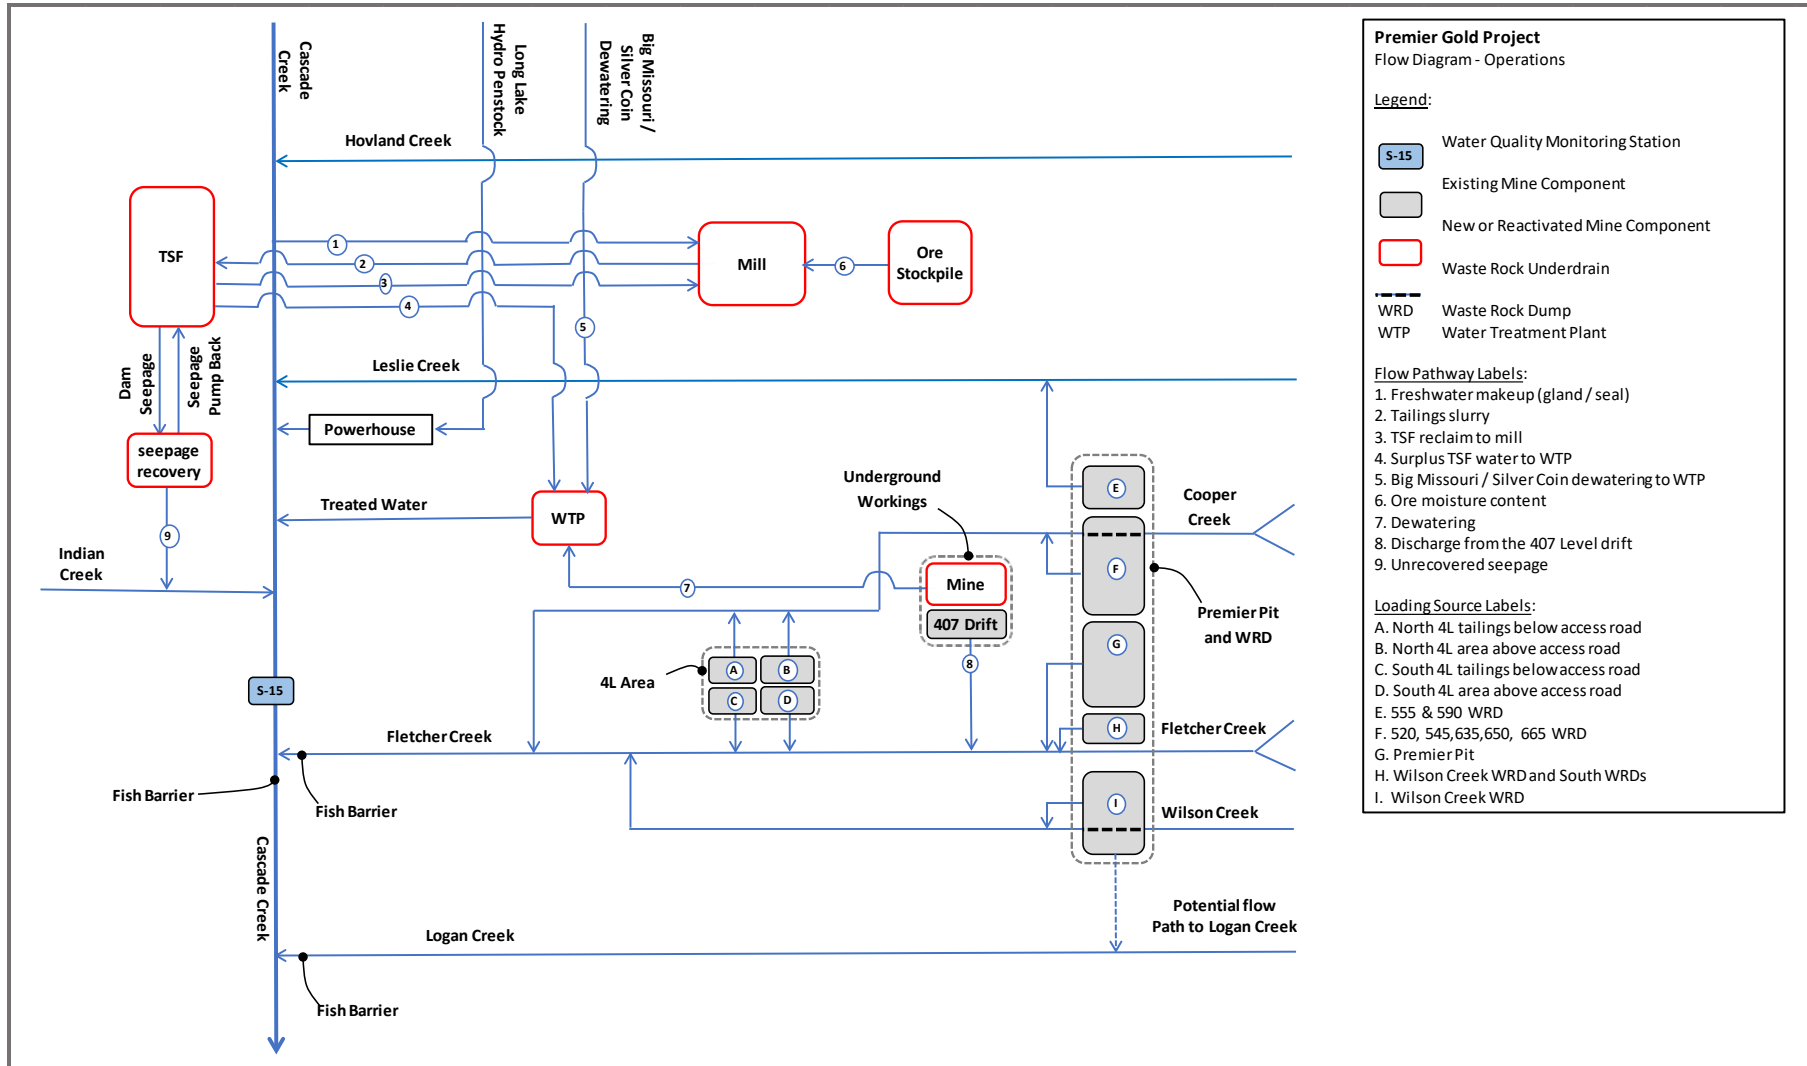 Cascade
Creek
Long Lake
Hydro Penstock
Big Missouri /
Silver Coin
Dewatering
Hovland Creek
TSF
1
2
3
4
5
Mill
6
Ore
Stockpile
Dam
Seepage
Seepage
Pump Back
Leslie Creek
Powerhouse
seepage
recovery
Treated Water
WTP
9
Indian
Creek
Underground
Workings
Mine
407 Drift
7
8
Cooper
Creek
E
F
G
H
I
Premier Pit
and WRD
4L Area
A
B
C
D
S-15
Fletcher Creek
Fletcher Creek
Fish Barrier
Fish Barrier
Wilson Creek
Cascade Creek
Logan Creek
Potential flow
Path to Logan Creek
Fish Barrier
Premier Gold Project
Flow Diagram - Operations
Legend:
Water Quality Monitoring Station
S-15
Existing Mine Component
New or Reactivated Mine Component
Waste Rock Underdrain
WRD Waste Rock Dump
WTP Water Treatment Plant
Flow Pathway Labels:
1. Freshwater makeup (gland / seal)
2. Tailings slurry
3. TSF reclaim to mill
4. Surplus TSF water to WTP
5. Big Missouri / Silver Coin dewatering to WTP
6. Ore moisture content
7. Dewatering
8. Discharge from the 407 Level drift
9. Unrecovered seepage
Loading Source Labels:
A. North 4L tailings below access road
B. North 4L area above access road
C. South 4L tailings below access road
D. South 4L area above access road
E. 555 & 590 WRD
F. 520, 545,635,650, 665 WRD
G. Premier Pit
H. Wilson Creek WRD and South WRDs
I. Wilson Creek WRD